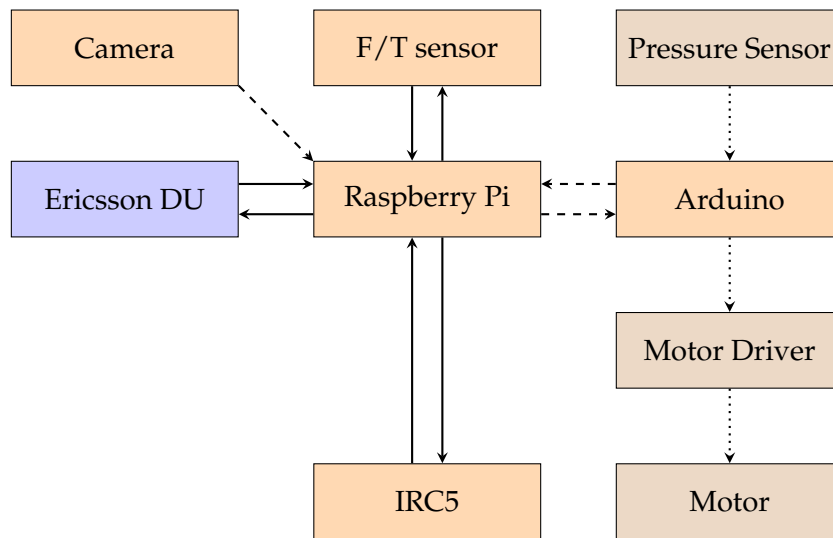 Camera
F/T sensor
Pressure Sensor
Ericsson DU
Raspberry Pi
Arduino
Motor Driver
IRC5
Motor